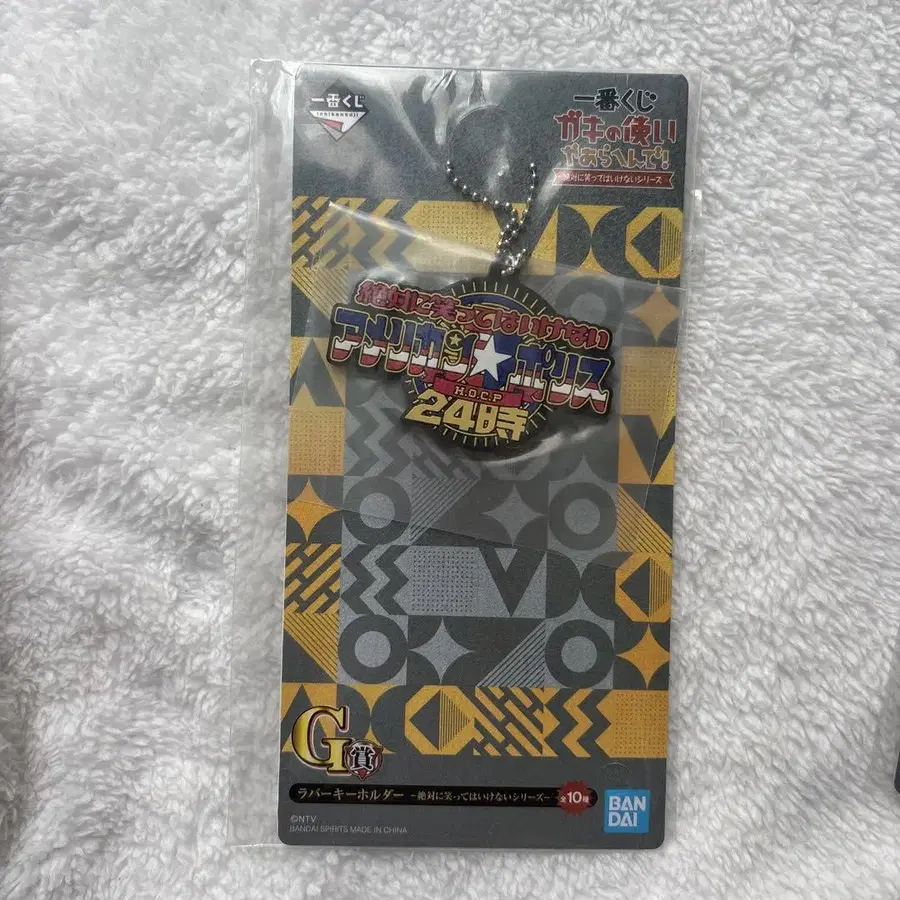 一番くじ
ichibankuji
一番くじ
ガキの使い
やあらへんで!
絶対に笑ってはいけないシリーズ
絶対に笑ってはいけない
アメリカンポリス
H.O.C.P
24時
G賞
ラバーキーホルダー -絶対に笑ってはいけないシリーズ- 全10種
©NTV
BANDAI SPIRITS MADE IN CHINA
BAN
DAI